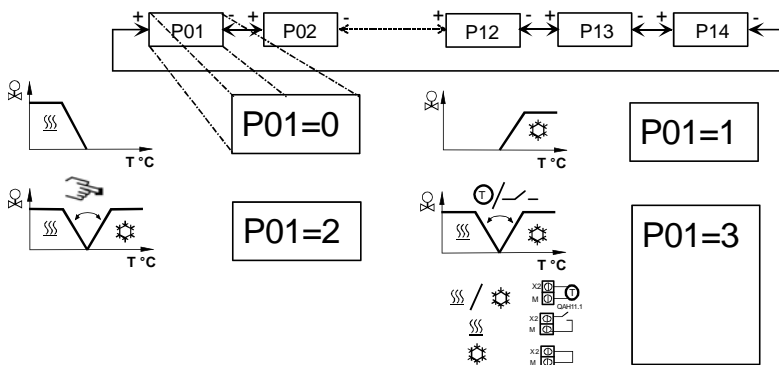 + P01 - + P02 - + P12 - + P13 - + P14 -
P01=0
T °C
P01=1
T °C
P01=2
T °C
T
P01=3
T °C
/
X2
M
T
QAH11.1
X2
M
X2
M